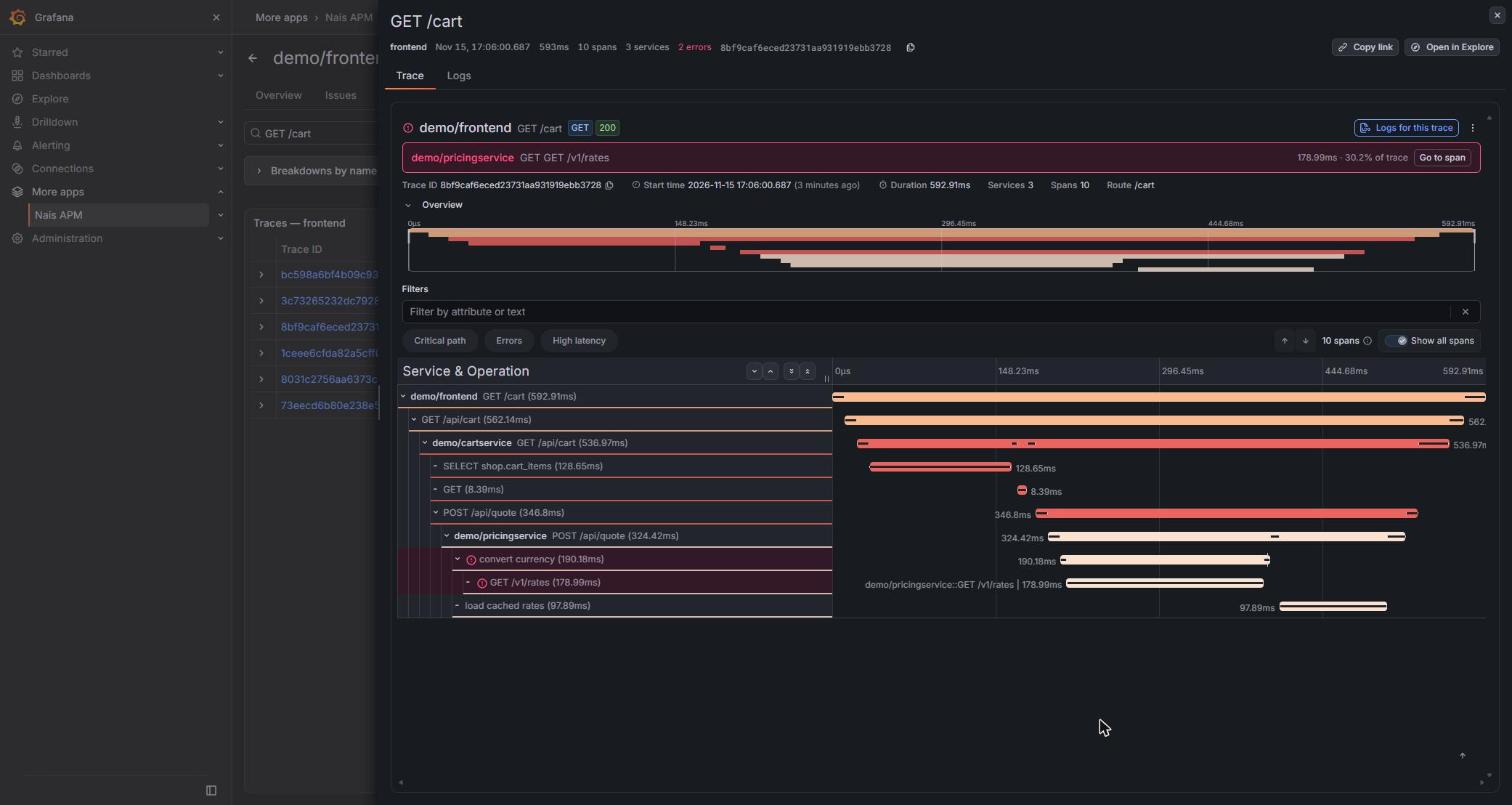 Grafana
Starred
Dashboards
Explore
Drilldown
Alerting
Connections
More apps
Nais APM
Administration
More apps › Nais APM
demo/fronte
Overview Issues
GET /cart
Breakdowns by name
Traces — frontend
Trace ID
bc598a6bf4b09c93
3c73265232dc7928
8bf9caf6eced23731
1ceee6cfda82a5cff
8031c2756aa6373c
73eecd6b80e238e5
GET /cart
frontend Nov 15, 17:06:00.687 593ms 10 spans 3 services 2 errors 8bf9caf6eced23731aa931919ebb3728
Copy link Open in Explore
Trace Logs
demo/frontend GET /cart GET 200
Logs for this trace
demo/pricingservice GET GET /v1/rates 178.99ms · 30.2% of trace Go to span
Trace ID 8bf9caf6eced23731aa931919ebb3728 Start time 2026-11-15 17:06:00.687 (3 minutes ago) Duration 592.91ms Services 3 Spans 10 Route /cart
Overview
0µs 148.23ms 296.45ms 444.68ms 592.91ms
Filters
Filter by attribute or text
Critical path Errors High latency 10 spans Show all spans
Service & Operation 0µs 148.23ms 296.45ms 444.68ms 592.91ms
demo/frontend GET /cart (592.91ms)
GET /api/cart (562.14ms) 562.
demo/cartservice GET /api/cart (536.97ms) 536.97m
SELECT shop.cart_items (128.65ms) 128.65ms
GET (8.39ms) 8.39ms
POST /api/quote (346.8ms) 346.8ms
demo/pricingservice POST /api/quote (324.42ms) 324.42ms
convert currency (190.18ms) 190.18ms
GET /v1/rates (178.99ms) demo/pricingservice::GET /v1/rates | 178.99ms
load cached rates (97.89ms) 97.89ms